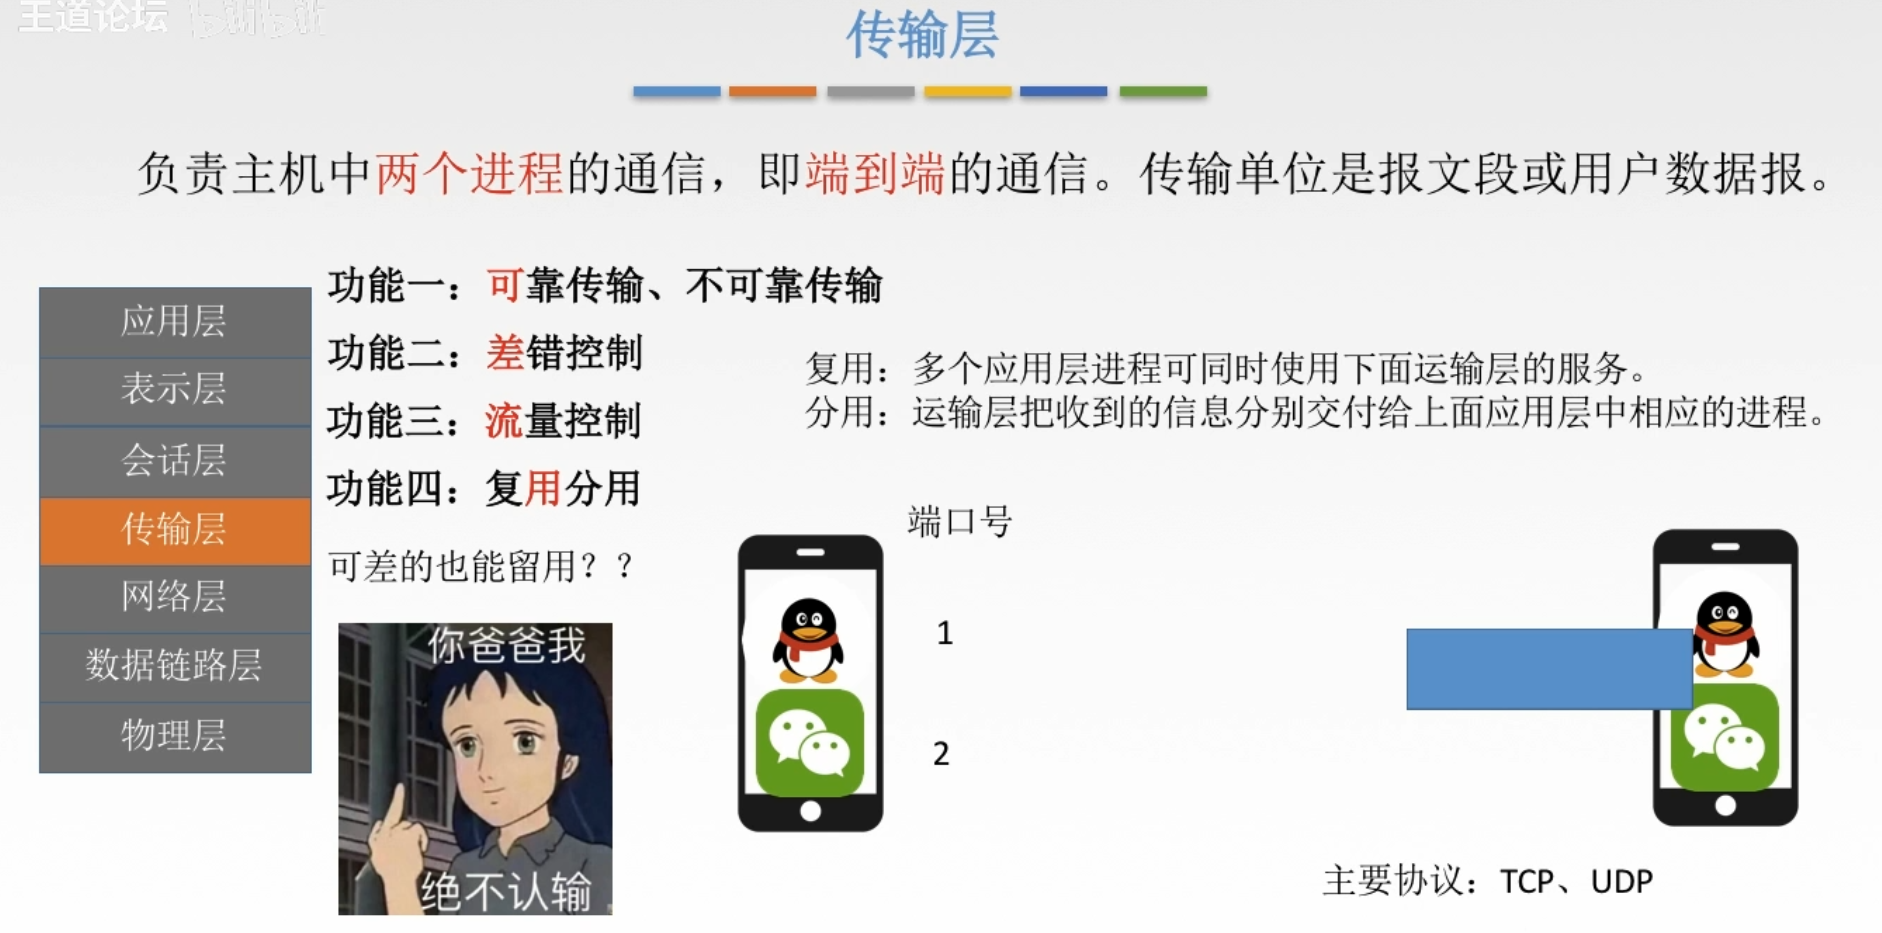 王道论坛 bilibili
传输层
负责主机中两个进程的通信，即端到端的通信。传输单位是报文段或用户数据报。
应用层
表示层
会话层
传输层
网络层
数据链路层
物理层
功能一：可靠传输、不可靠传输
功能二：差错控制
功能三：流量控制
功能四：复用分用
可差的也能留用？？
你爸爸我
绝不认输
复用：多个应用层进程可同时使用下面运输层的服务。
分用：运输层把收到的信息分别交付给上面应用层中相应的进程。
端口号
1
2
主要协议：TCP、UDP